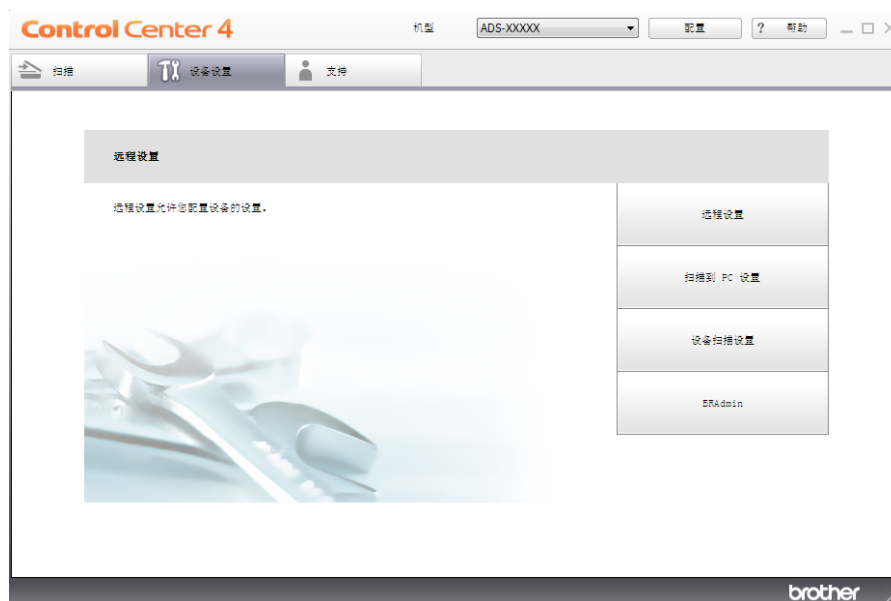 Control Center 4
机型
ADS-XXXXX
配置
? 帮助
扫描
设备设置
支持
远程设置
远程设置允许您配置设备的设置。
远程设置
扫描到 PC 设置
设备扫描设置
BRAdmin
brother